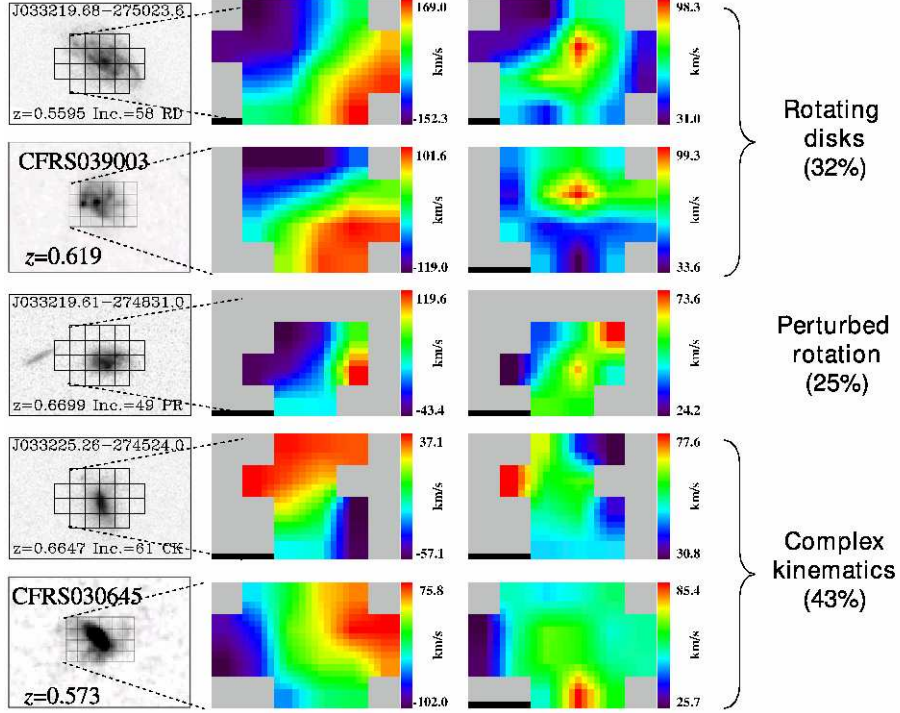 J033219.68-275023.6
z=0.5595 Inc.=58 RD
169.0
km/s
-152.3
98.3
km/s
31.0
CFRS039003
z=0.619
101.6
km/s
-119.0
99.3
km/s
33.6
Rotating
disks
(32%)
J033219.61-274831.0
z=0.6699 Inc.=49 PR
119.6
km/s
-43.4
73.6
km/s
24.2
Perturbed
rotation
(25%)
J033225.26-274524.0
z=0.6647 Inc.=61 CK
37.1
km/s
-57.1
77.6
km/s
30.8
CFRS030645
z=0.573
75.8
km/s
-102.0
85.4
km/s
25.7
Complex
kinematics
(43%)